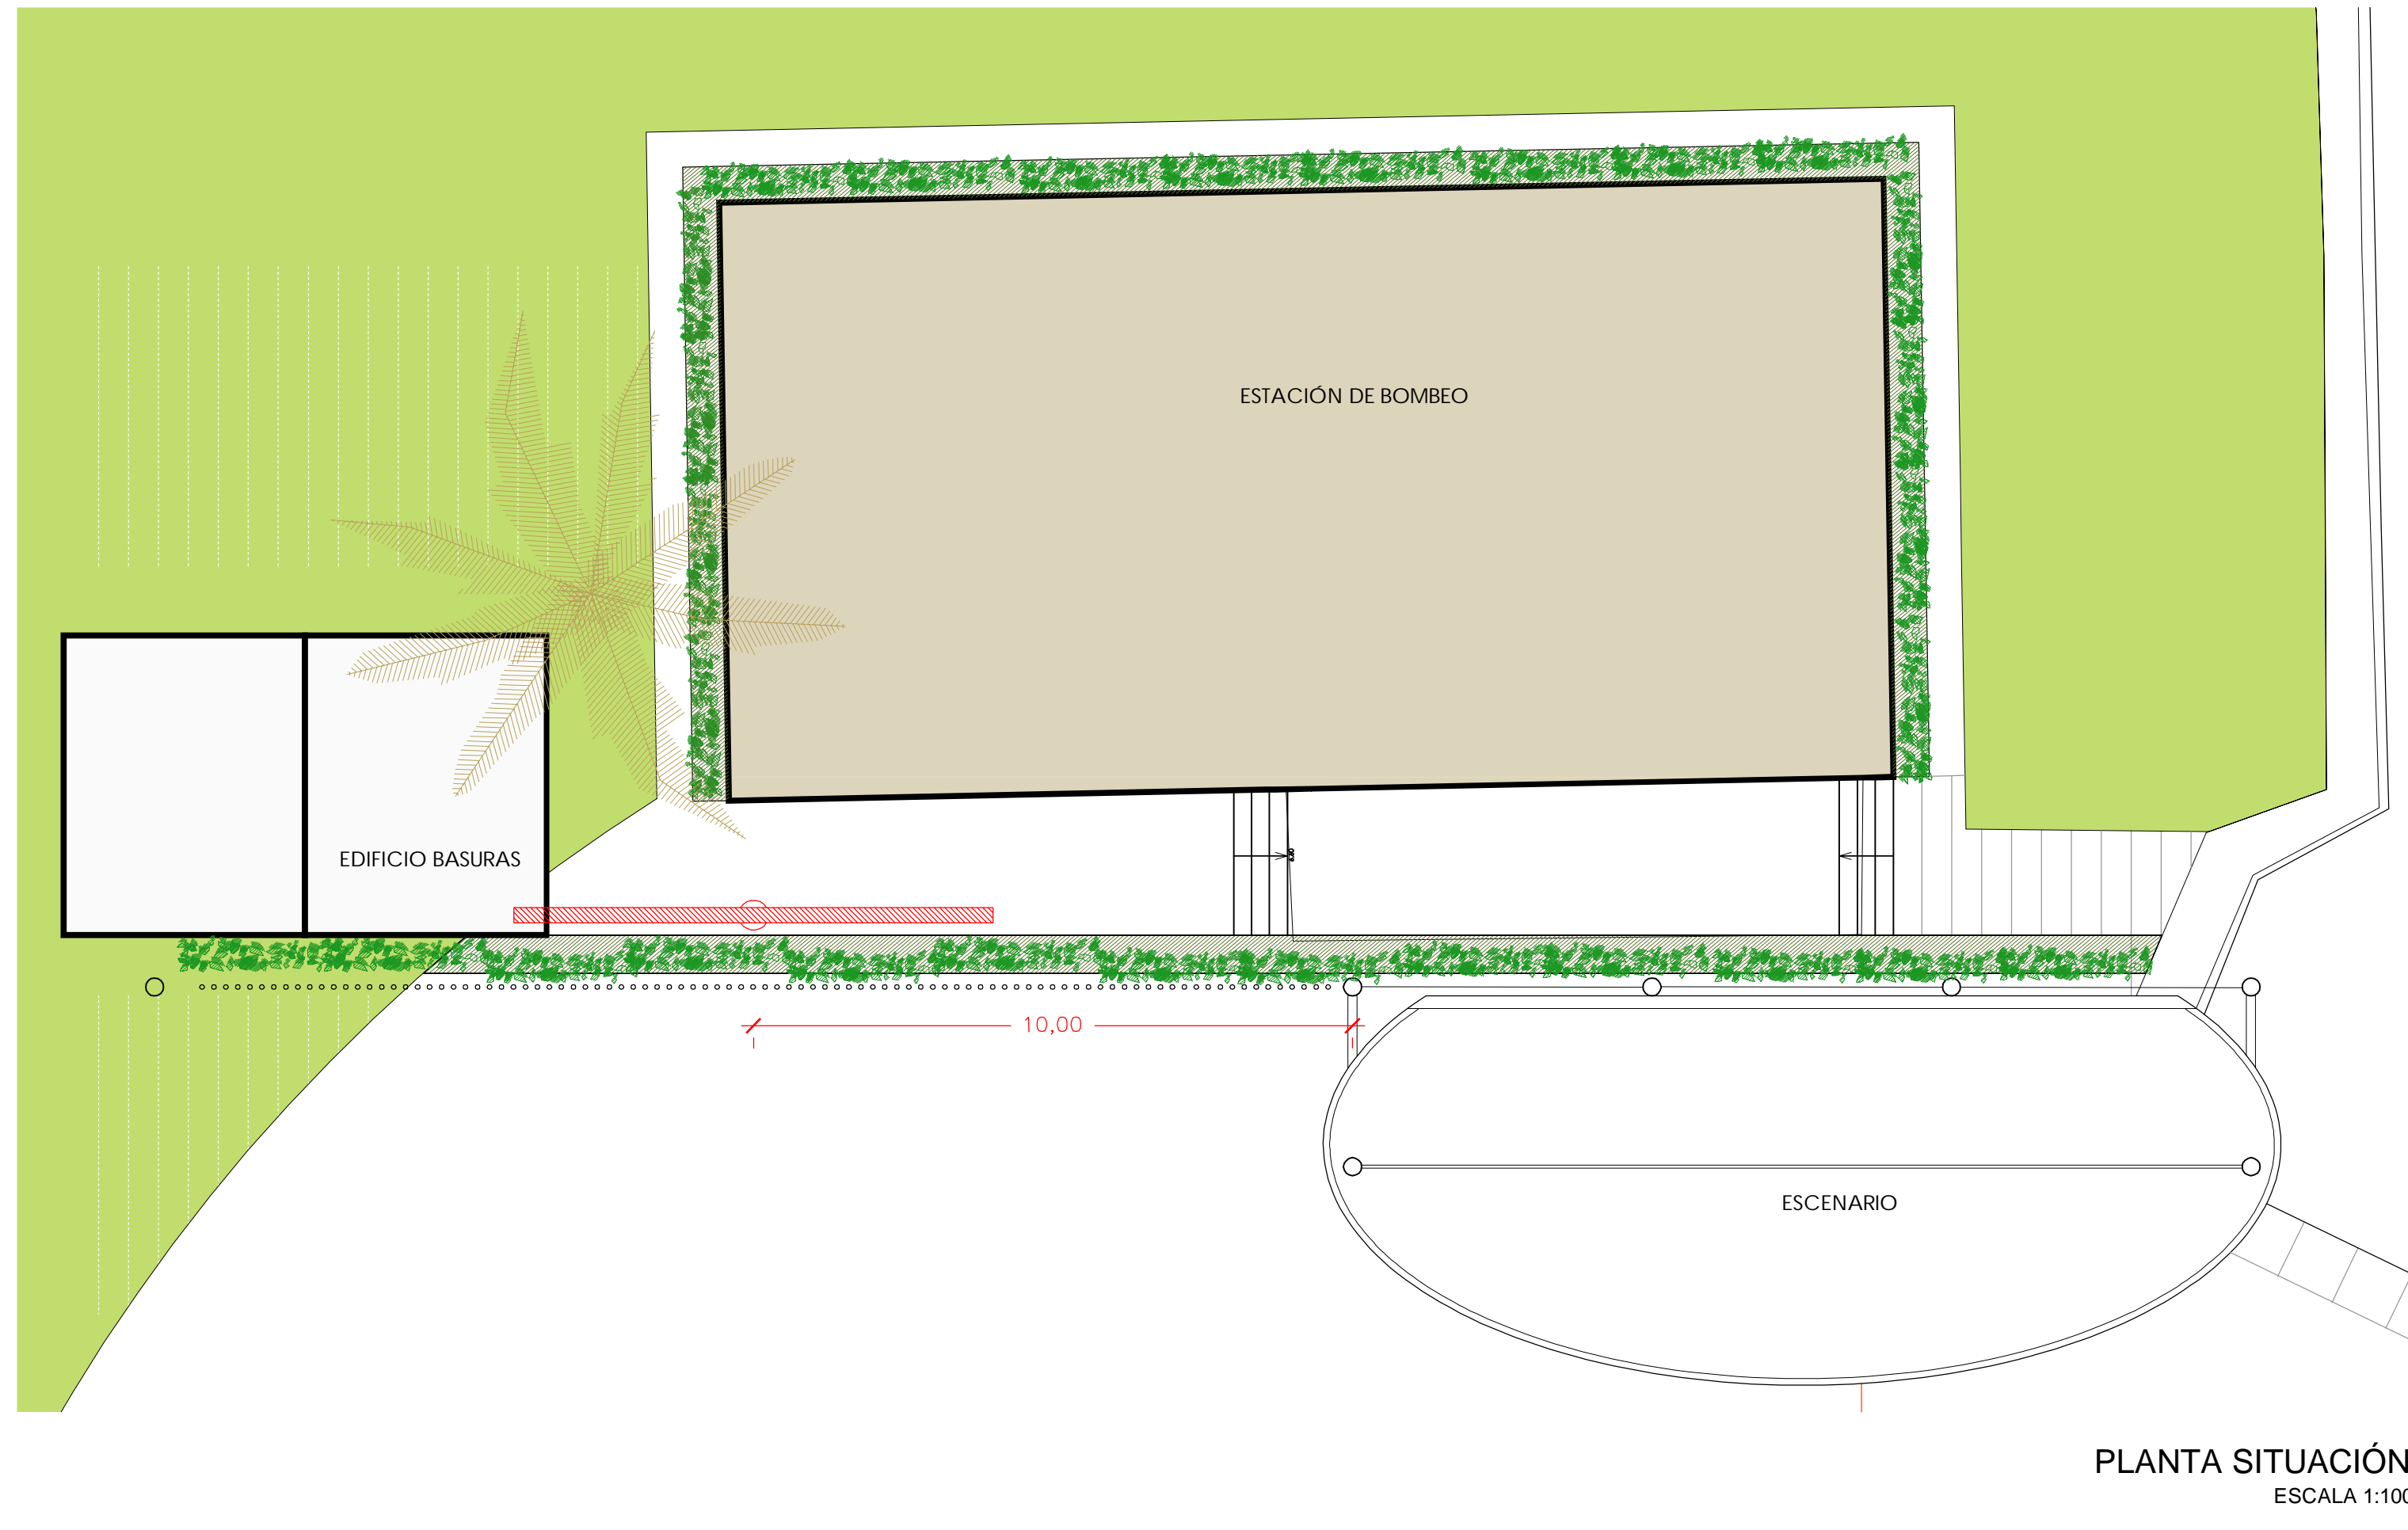 ESTACIÓN DE BOMBEO
EDIFICIO BASURAS
10,00
ESCENARIO
PLANTA SITUACIÓN
ESCALA 1:100